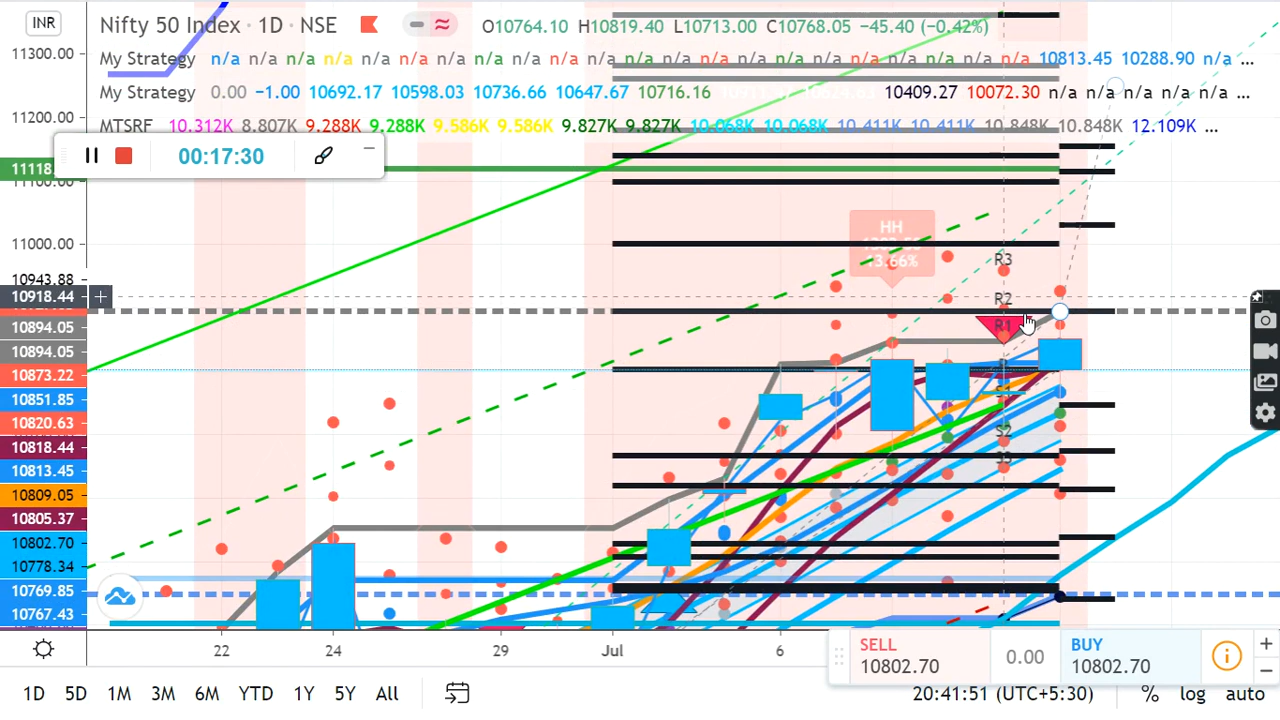 INR
Nifty 50 Index · 1D · NSE O10764.10 H10819.40 L10713.00 C10768.05 −45.40 (−0.42%)
My Strategy n/a n/a n/a n/a n/a n/a n/a n/a n/a n/a n/a n/a n/a n/a n/a n/a n/a n/a n/a n/a n/a n/a 10813.45 10288.90 n/a ...
My Strategy 0.00 −1.00 10692.17 10598.03 10736.66 10647.67 10716.16 10409.27 10072.30 n/a n/a n/a n/a n/a ...
MTSRF 10.312K 8.807K 9.288K 9.288K 9.586K 9.586K 9.827K 9.827K 10.068K 10.068K 10.411K 10.411K 10.848K 10.848K 12.109K ...
00:17:30
11300.00
11200.00
11118
11100.00
11000.00
10943.88
10918.44
10894.05
10894.05
10873.22
10851.85
10820.63
10818.44
10813.45
10809.05
10805.37
10802.70
10778.34
10769.85
10767.43
HH
13.66%
R3
R2
R1
P
S2
22 24 29 Jul 6
SELL
10802.70
0.00
BUY
10802.70
1D 5D 1M 3M 6M YTD 1Y 5Y All
20:41:51 (UTC+5:30) % log auto